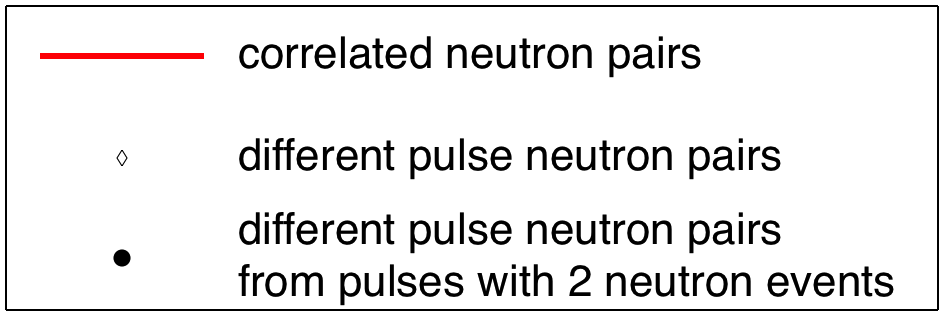 correlated neutron pairs
different pulse neutron pairs
different pulse neutron pairs
from pulses with 2 neutron events